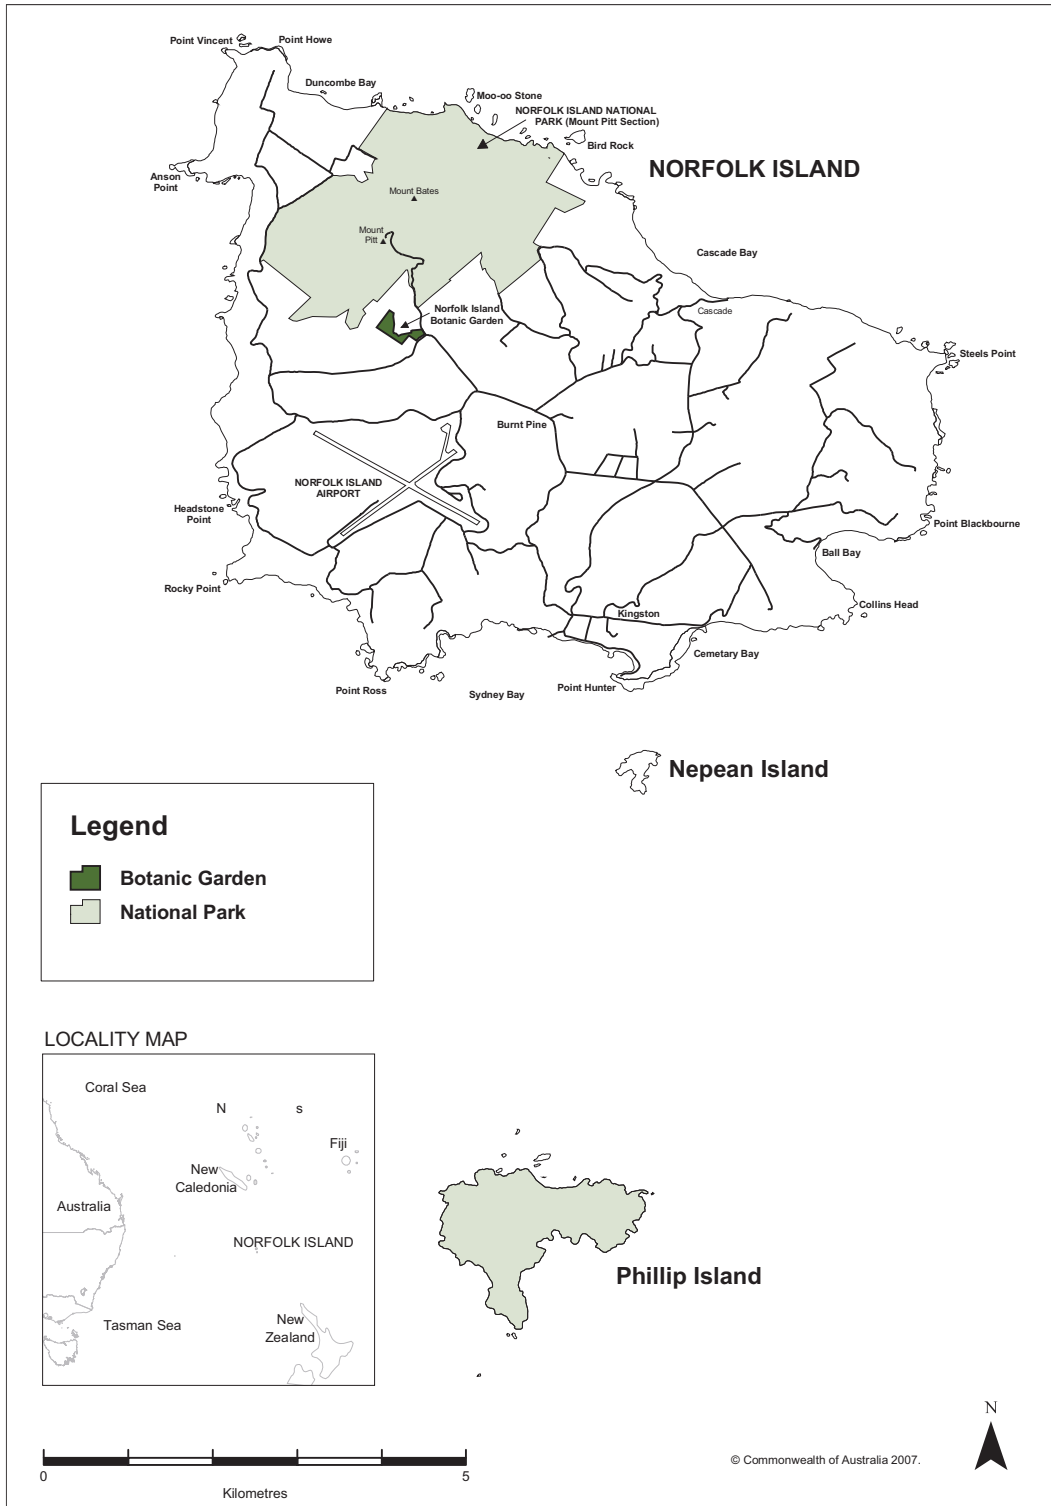 Point Vincent
Point Howe
Duncombe Bay
Moo-oo Stone
NORFOLK ISLAND NATIONAL
PARK (Mount Pitt Section)
Bird Rock
NORFOLK ISLAND
Anson
Point
Mount Bates
Mount
Pitt
Cascade Bay
Norfolk Island
Botanic Garden
Cascade
Steels Point
Burnt Pine
NORFOLK ISLAND
AIRPORT
Headstone
Point
Point Blackbourne
Ball Bay
Rocky Point
Collins Head
Kingston
Cemetary Bay
Point Ross
Sydney Bay
Point Hunter
Nepean Island
Legend
Botanic Garden
National Park
LOCALITY MAP
Coral Sea
N
s
Fiji
New
Caledonia
Australia
NORFOLK ISLAND
Tasman Sea
New
Zealand
Phillip Island
N
0
5
Kilometres
© Commonwealth of Australia 2007.